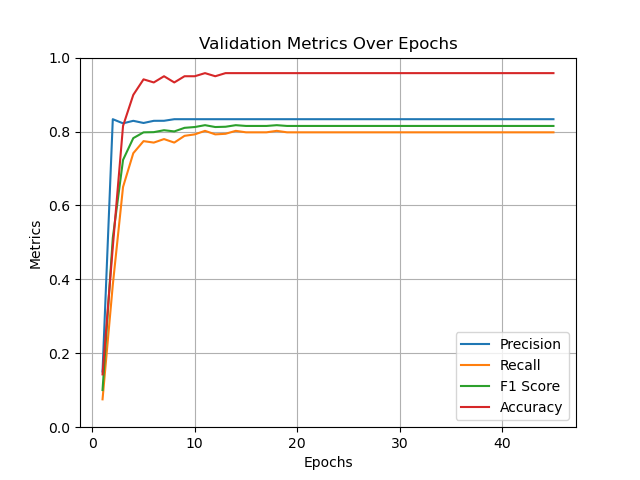 Validation Metrics Over Epochs
1.0
0.8
0.6
0.4
0.2
0.0
Metrics
0
10
20
30
40
Epochs
Precision
Recall
F1 Score
Accuracy